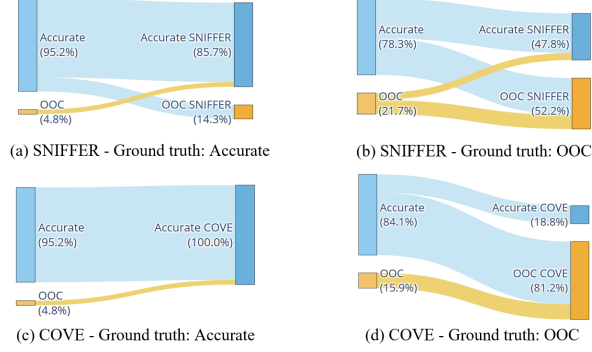 Accurate
(95.2%)
Accurate SNIFFER
(85.7%)
OOC
(4.8%)
OOC SNIFFER
(14.3%)
(a) SNIFFER - Ground truth: Accurate
Accurate
(78.3%)
Accurate SNIFFER
(47.8%)
OOC
(21.7%)
OOC SNIFFER
(52.2%)
(b) SNIFFER - Ground truth: OOC
Accurate
(95.2%)
Accurate COVE
(100.0%)
OOC
(4.8%)
(c) COVE - Ground truth: Accurate
Accurate
(84.1%)
Accurate COVE
(18.8%)
OOC
(15.9%)
OOC COVE
(81.2%)
(d) COVE - Ground truth: OOC